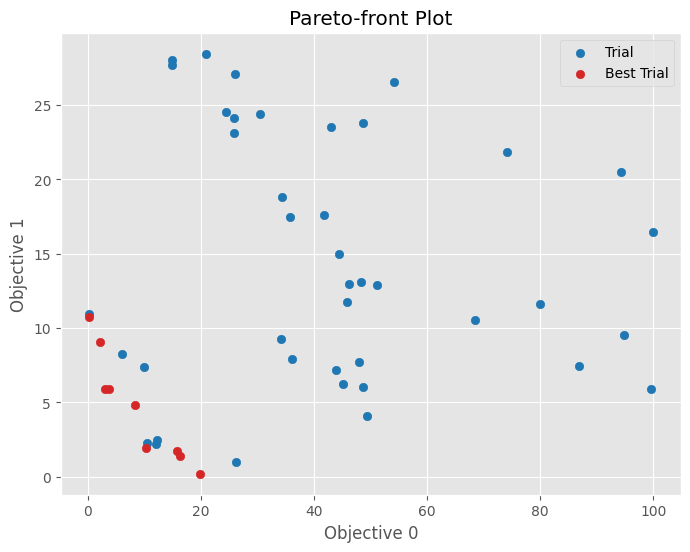 Pareto-front Plot
Trial
Best Trial
25
20
15
10
5
0
Objective 1
0 20 40 60 80 100
Objective 0